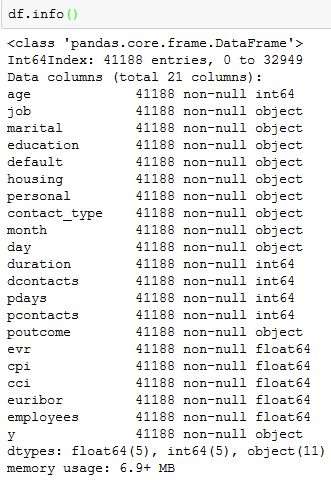 df.info()
<class 'pandas.core.frame.DataFrame'>
Int64Index: 41188 entries, 0 to 32949
Data columns (total 21 columns):
age 41188 non-null int64
job 41188 non-null object
marital 41188 non-null object
education 41188 non-null object
default 41188 non-null object
housing 41188 non-null object
personal 41188 non-null object
contact_type 41188 non-null object
month 41188 non-null object
day 41188 non-null object
duration 41188 non-null int64
dcontacts 41188 non-null int64
pdays 41188 non-null int64
pcontacts 41188 non-null int64
poutcome 41188 non-null object
evr 41188 non-null float64
cpi 41188 non-null float64
cci 41188 non-null float64
euribor 41188 non-null float64
employees 41188 non-null float64
y 41188 non-null object
dtypes: float64(5), int64(5), object(11)
memory usage: 6.9+ MB